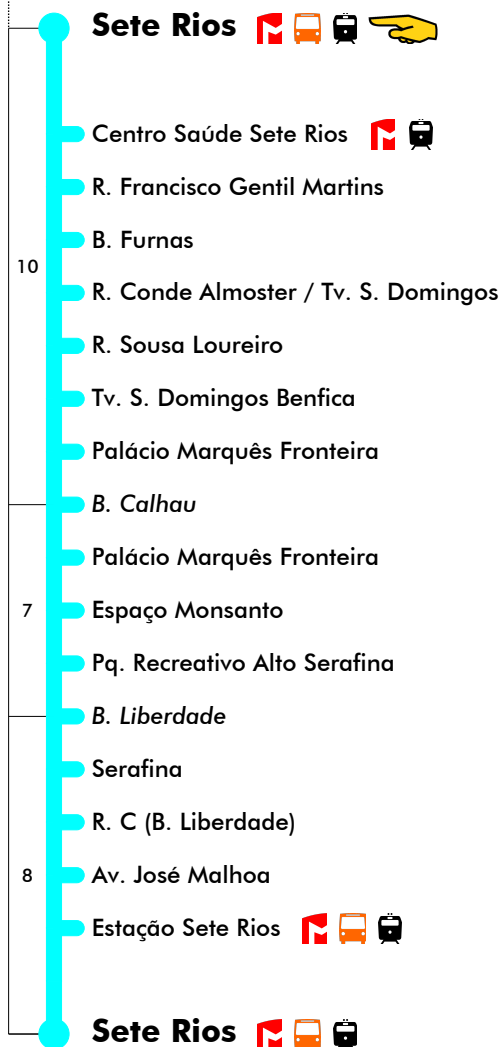 Sete Rios
Centro Saúde Sete Rios
R. Francisco Gentil Martins
B. Furnas
10
R. Conde Almoster / Tv. S. Domingos
R. Sousa Loureiro
Tv. S. Domingos Benfica
Palácio Marquês Fronteira
B. Calhau
Palácio Marquês Fronteira
7
Espaço Monsanto
Pq. Recreativo Alto Serafina
B. Liberdade
Serafina
R. C (B. Liberdade)
8
Av. José Malhoa
Estação Sete Rios
Sete Rios